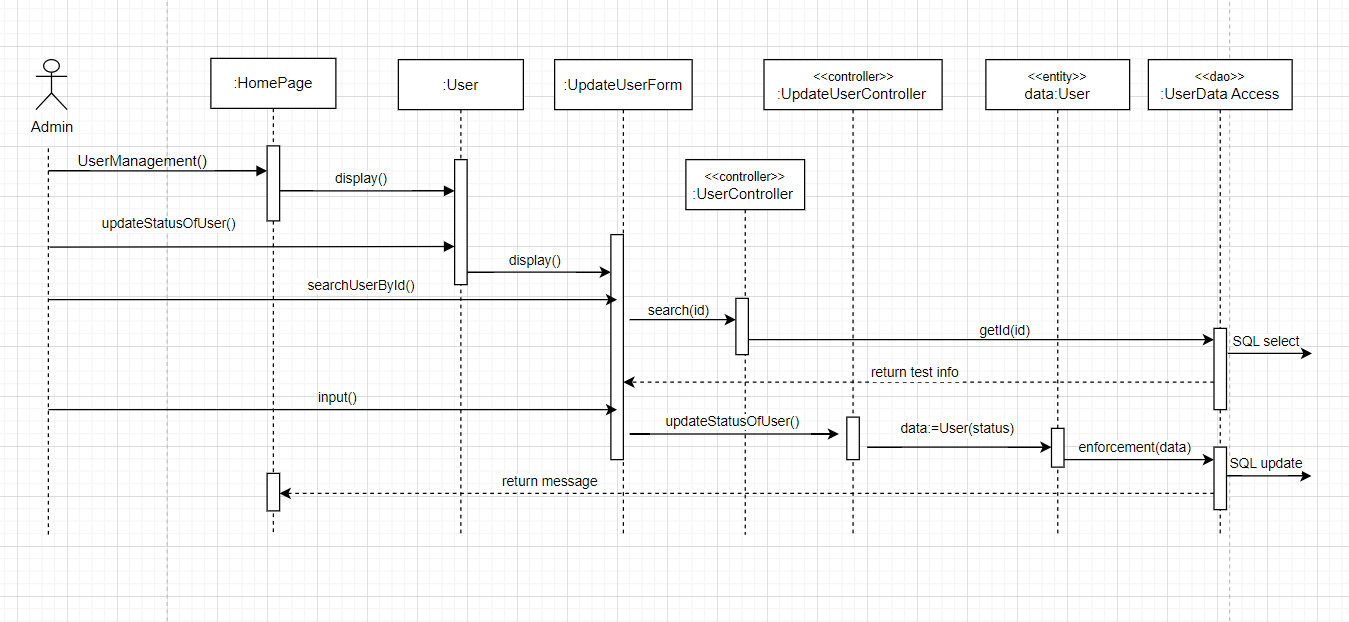 :HomePage
:User
:UpdateUserForm
<<controller>>
:UpdateUserController
<<entity>>
data:User
<<dao>>
:UserData Access
Admin
UserManagement()
display()
<<controller>>
:UserController
updateStatusOfUser()
display()
searchUserById()
search(id)
getId(id)
SQL select
return test info
input()
updateStatusOfUser()
data:=User(status)
enforcement(data)
SQL update
return message